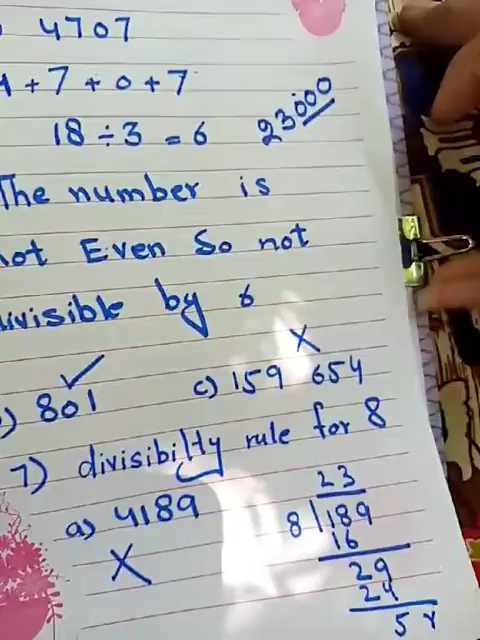 4707
4+7+0+7
18 ÷ 3 = 6 23000
The number is
not Even So not
divisible by 6
) 801 ✓ c) 159 654 X
7) divisibility rule for 8
a) 4189 X
23
8) 189
16
29
24
5 r